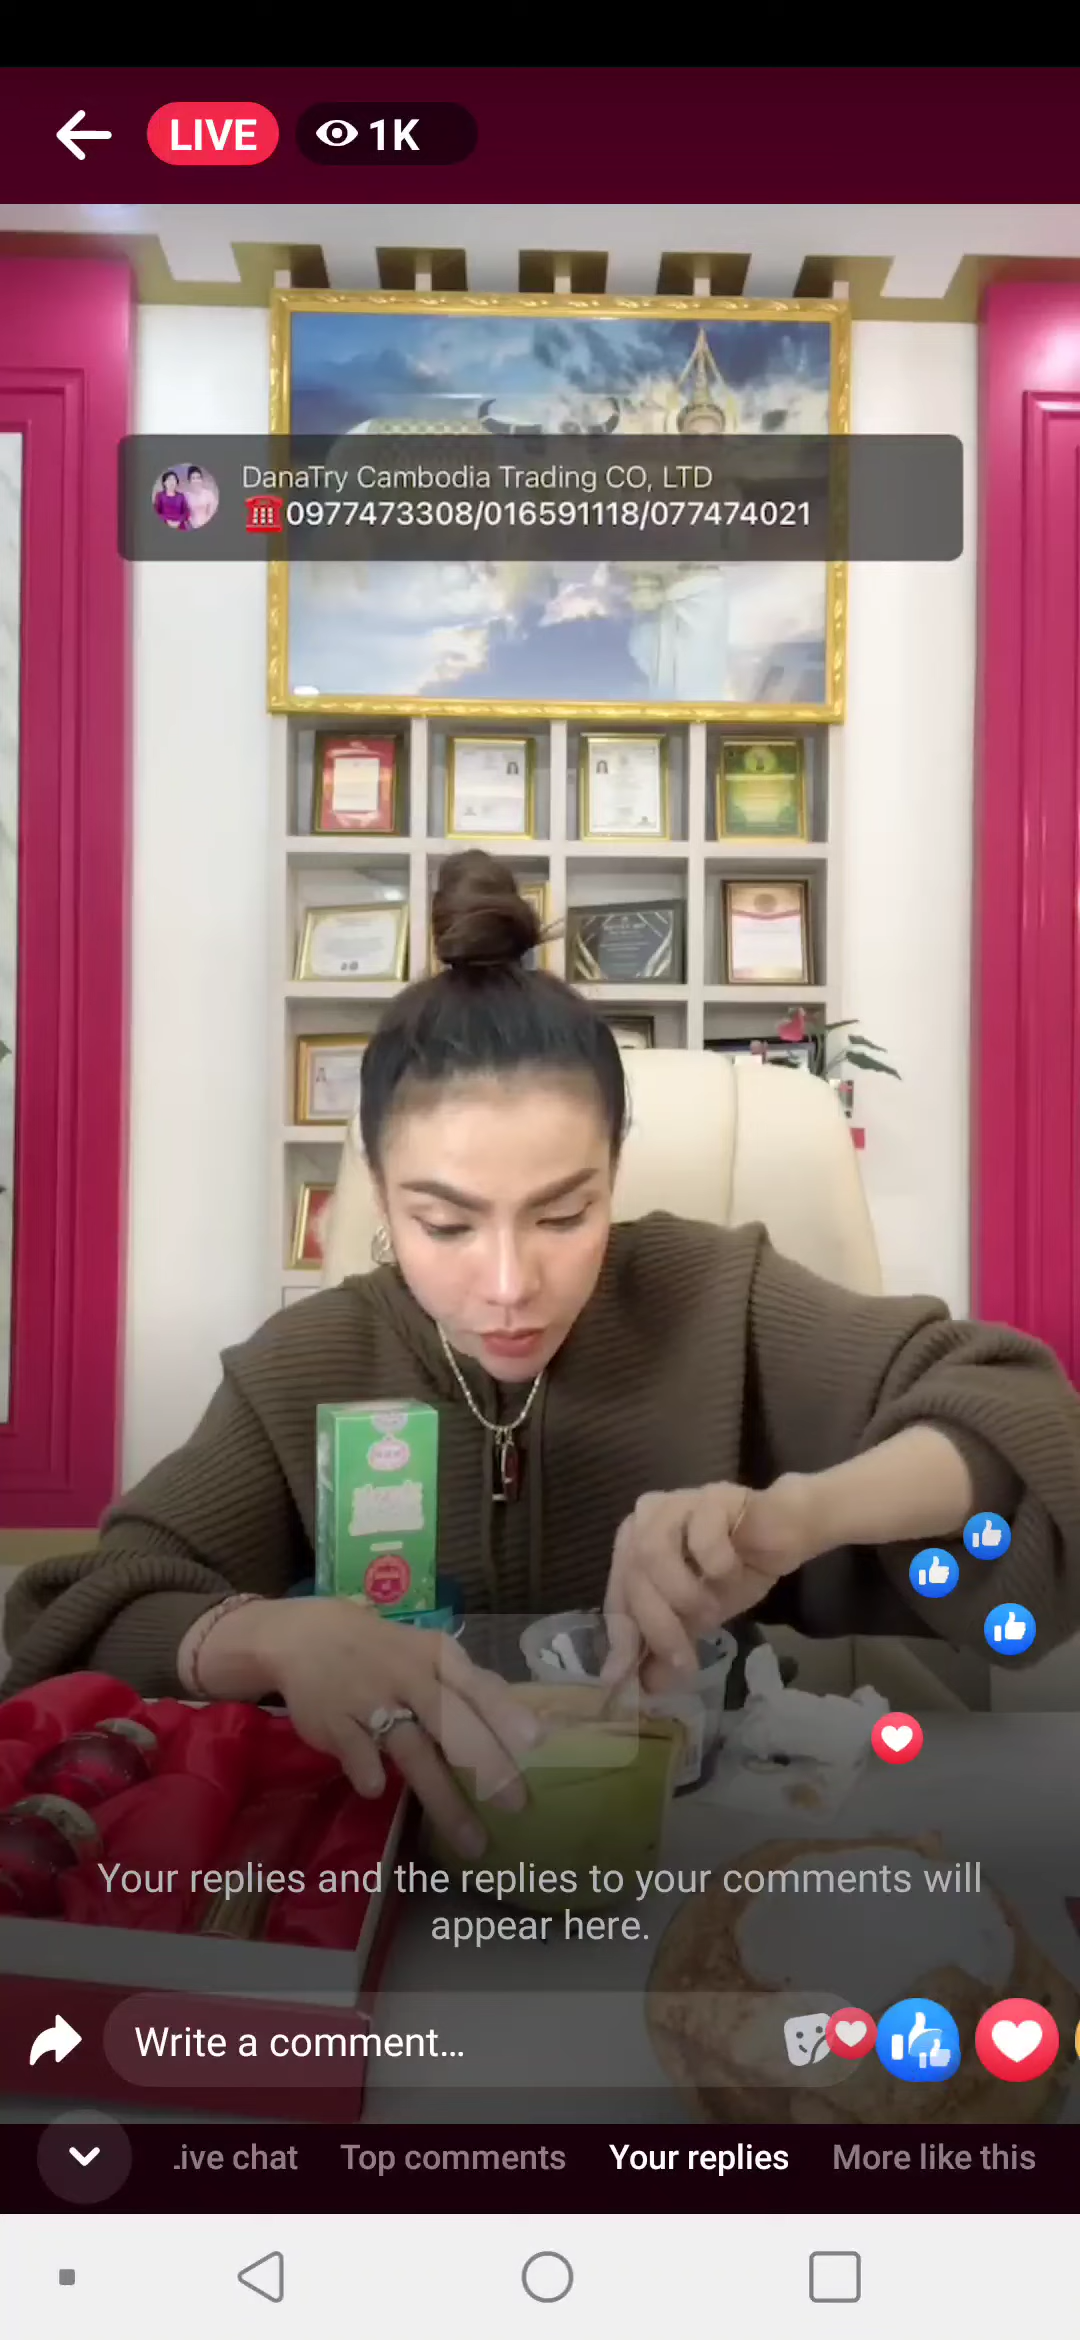 LIVE
1K
DanaTry Cambodia Trading CO, LTD
☎0977473308/016591118/077474021
Your replies and the replies to your comments will
appear here.
Write a comment...
.ive chat
Top comments
Your replies
More like this